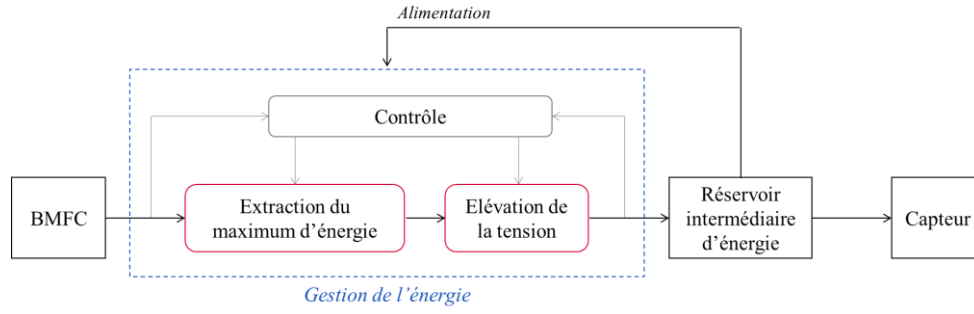 Alimentation
Contrôle
BMFC
Extraction du
maximum d'énergie
Elévation de
la tension
Réservoir
intermédiaire
d'énergie
Capteur
Gestion de l'énergie